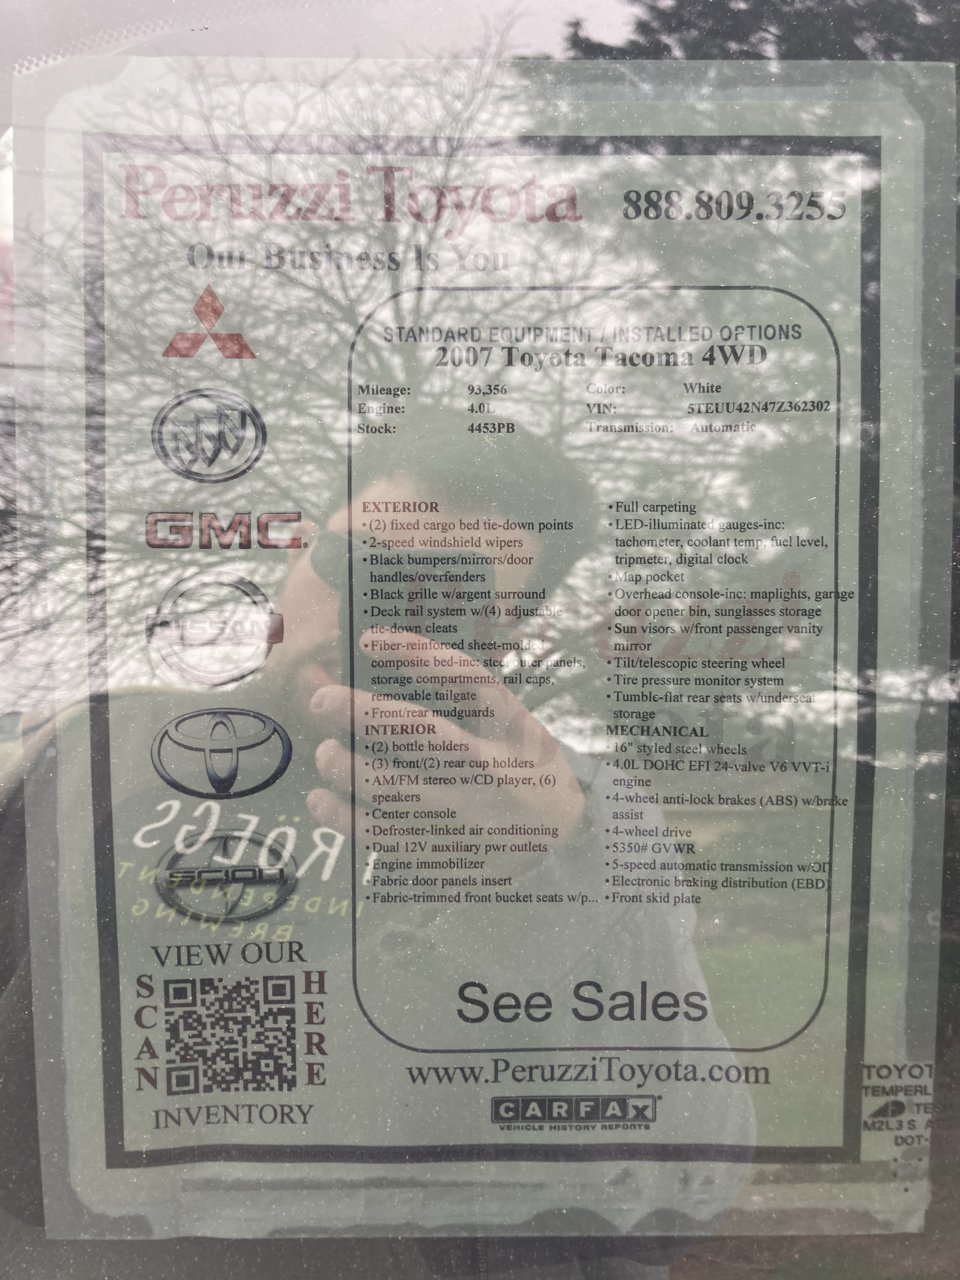 Peruzzi Toyota 888.809.3255
Our Business Is You
STANDARD EQUIPMENT / INSTALLED OPTIONS
2007 Toyota Tacoma 4WD
Mileage: 93,356 Color: White
Engine: 4.0L VIN: 5TEUU42N47Z362302
Stock: 4453PB Transmission: Automatic
EXTERIOR
• (2) fixed cargo bed tie-down points
• 2-speed windshield wipers
• Black bumpers/mirrors/door
handles/overfenders
• Black grille w/argent surround
• Deck rail system w/(4) adjustable
tie-down cleats
• Fiber-reinforced sheet-molded
composite bed-inc: steel outer panels,
storage compartments, rail caps,
removable tailgate
• Front/rear mudguards
INTERIOR
• (2) bottle holders
• (3) front/(2) rear cup holders
• AM/FM stereo w/CD player, (6)
speakers
• Center console
• Defroster-linked air conditioning
• Dual 12V auxiliary pwr outlets
• Engine immobilizer
• Fabric door panels insert
• Fabric-trimmed front bucket seats w/p...
• Full carpeting
• LED-illuminated gauges-inc:
tachometer, coolant temp, fuel level,
tripmeter, digital clock
• Map pocket
• Overhead console-inc: maplights, garage
door opener bin, sunglasses storage
• Sun visors w/front passenger vanity
mirror
• Tilt/telescopic steering wheel
• Tire pressure monitor system
• Tumble-flat rear seats w/underseat
storage
MECHANICAL
• 16" styled steel wheels
• 4.0L DOHC EFI 24-valve V6 VVT-i
engine
• 4-wheel anti-lock brakes (ABS) w/brake
assist
• 4-wheel drive
• 5350# GVWR
• 5-speed automatic transmission w/OD
• Electronic braking distribution (EBD)
• Front skid plate
See Sales
www.PeruzziToyota.com
CARFAX
VEHICLE HISTORY REPORTS
BUICK
GMC
NISSAN
SCION
TRÖEGS
INDEPENDENT
BREWING
VIEW OUR
SCAN
HERE
INVENTORY
TOYOT
TEMPERL
TE
M2L3 S A
DOT-